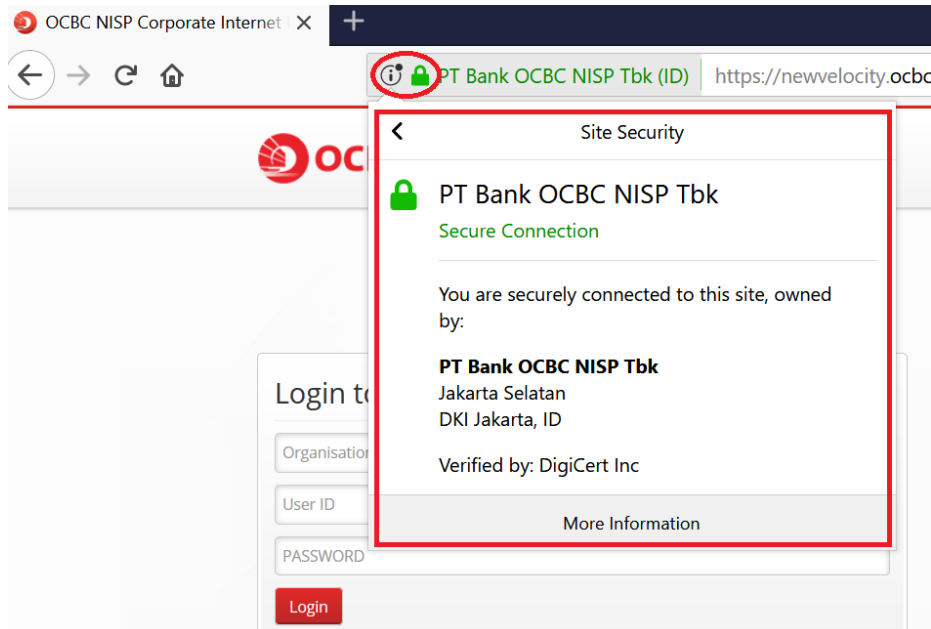 OCBC NISP Corporate Internet
PT Bank OCBC NISP Tbk (ID) https://newvelocity.ocbc
Site Security
PT Bank OCBC NISP Tbk
Secure Connection
You are securely connected to this site, owned
by:
PT Bank OCBC NISP Tbk
Jakarta Selatan
DKI Jakarta, ID
Verified by: DigiCert Inc
More Information
Login to
Organisation
User ID
PASSWORD
Login